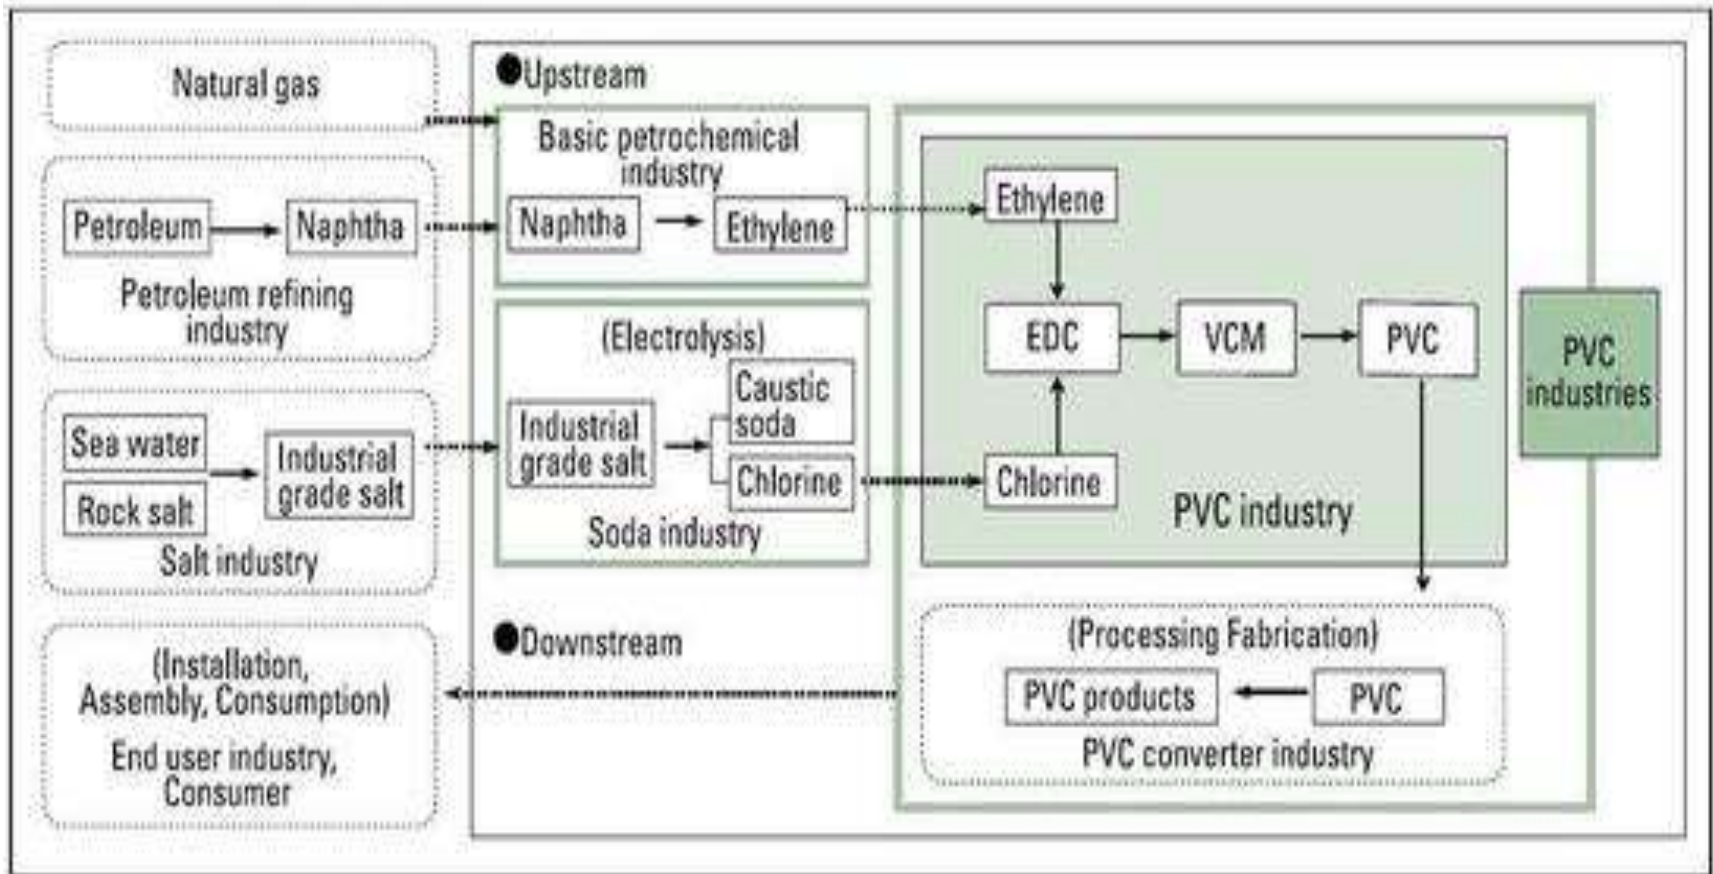 Natural gas
Petroleum
Naphtha
Petroleum refining
industry
Sea water
Rock salt
Industrial
grade salt
Salt industry
(Installation,
Assembly, Consumption)
End user industry,
Consumer
●Upstream
Basic petrochemical
industry
Naphtha
Ethylene
(Electrolysis)
Industrial
grade salt
Caustic
soda
Chlorine
Soda industry
●Downstream
Ethylene
EDC
VCM
PVC
Chlorine
PVC industry
(Processing Fabrication)
PVC products
PVC
PVC converter industry
PVC
industries